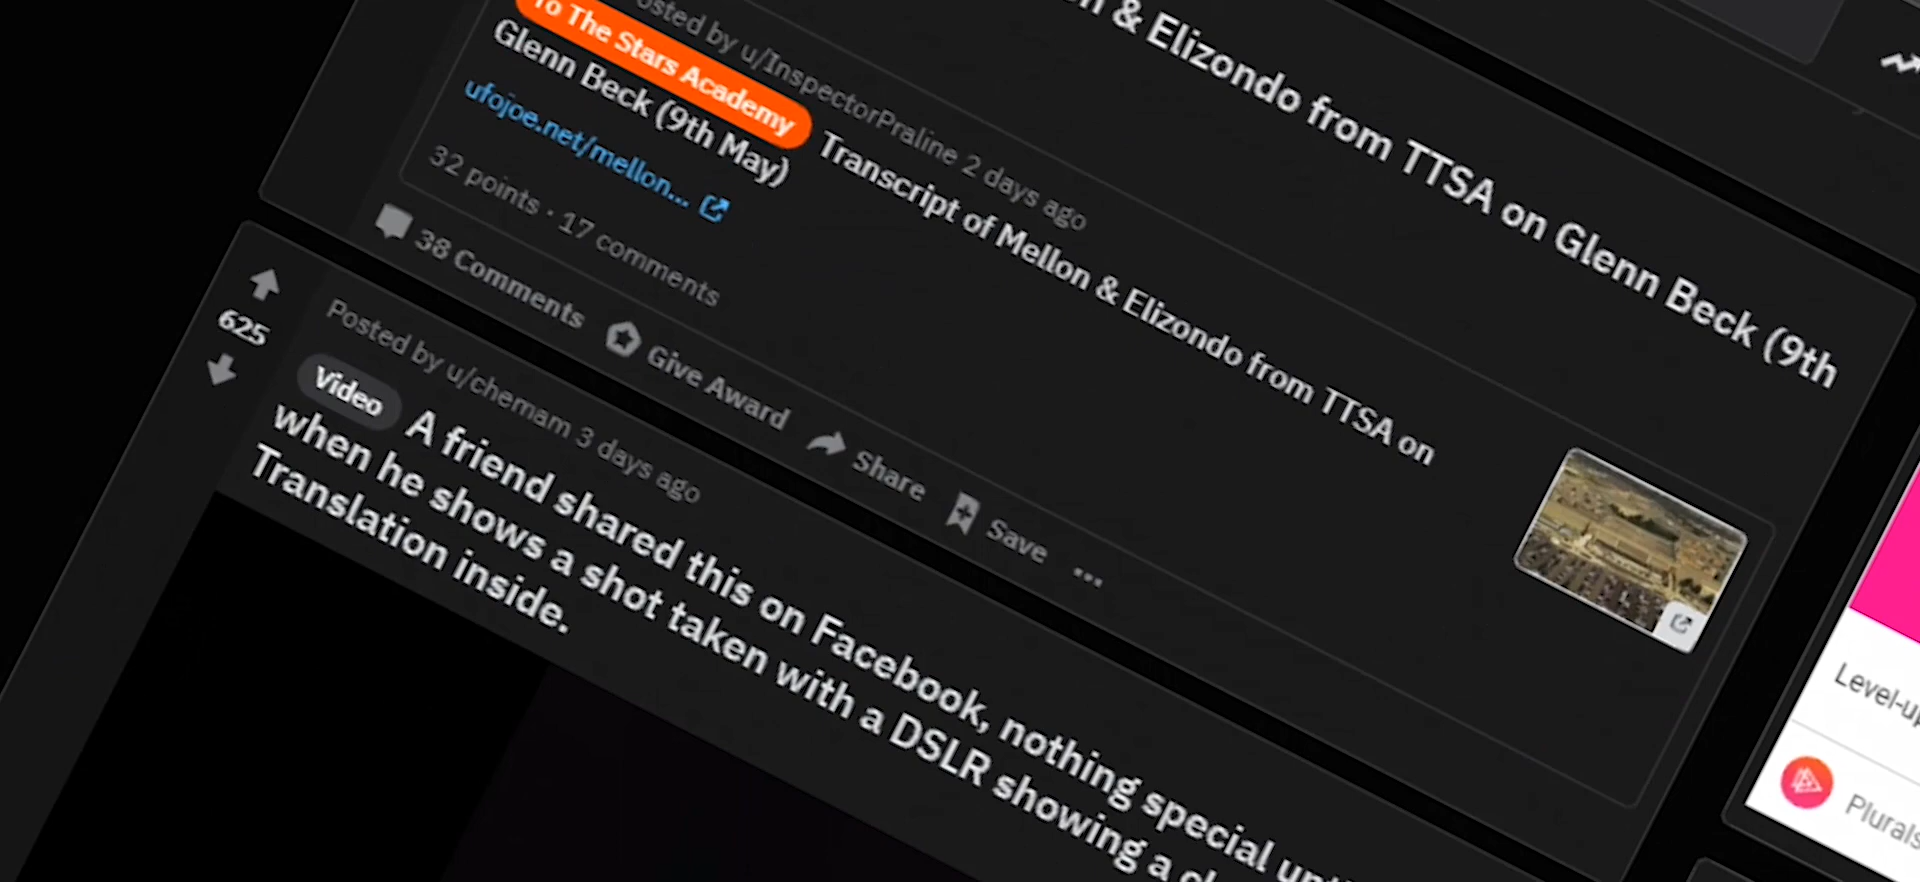 n & Elizondo from TTSA on Glenn Beck (9th
osted by u/InspectorPraline 2 days ago
To The Stars Academy Transcript of Mellon & Elizondo from TTSA on
Glenn Beck (9th May)
ufojoe.net/mellon...
32 points · 17 comments
38 Comments Give Award Share Save ...
625
Posted by u/chemam 3 days ago
Video A friend shared this on Facebook, nothing special unti
when he shows a shot taken with a DSLR showing a cl
Translation inside.
Level-up
Plurals